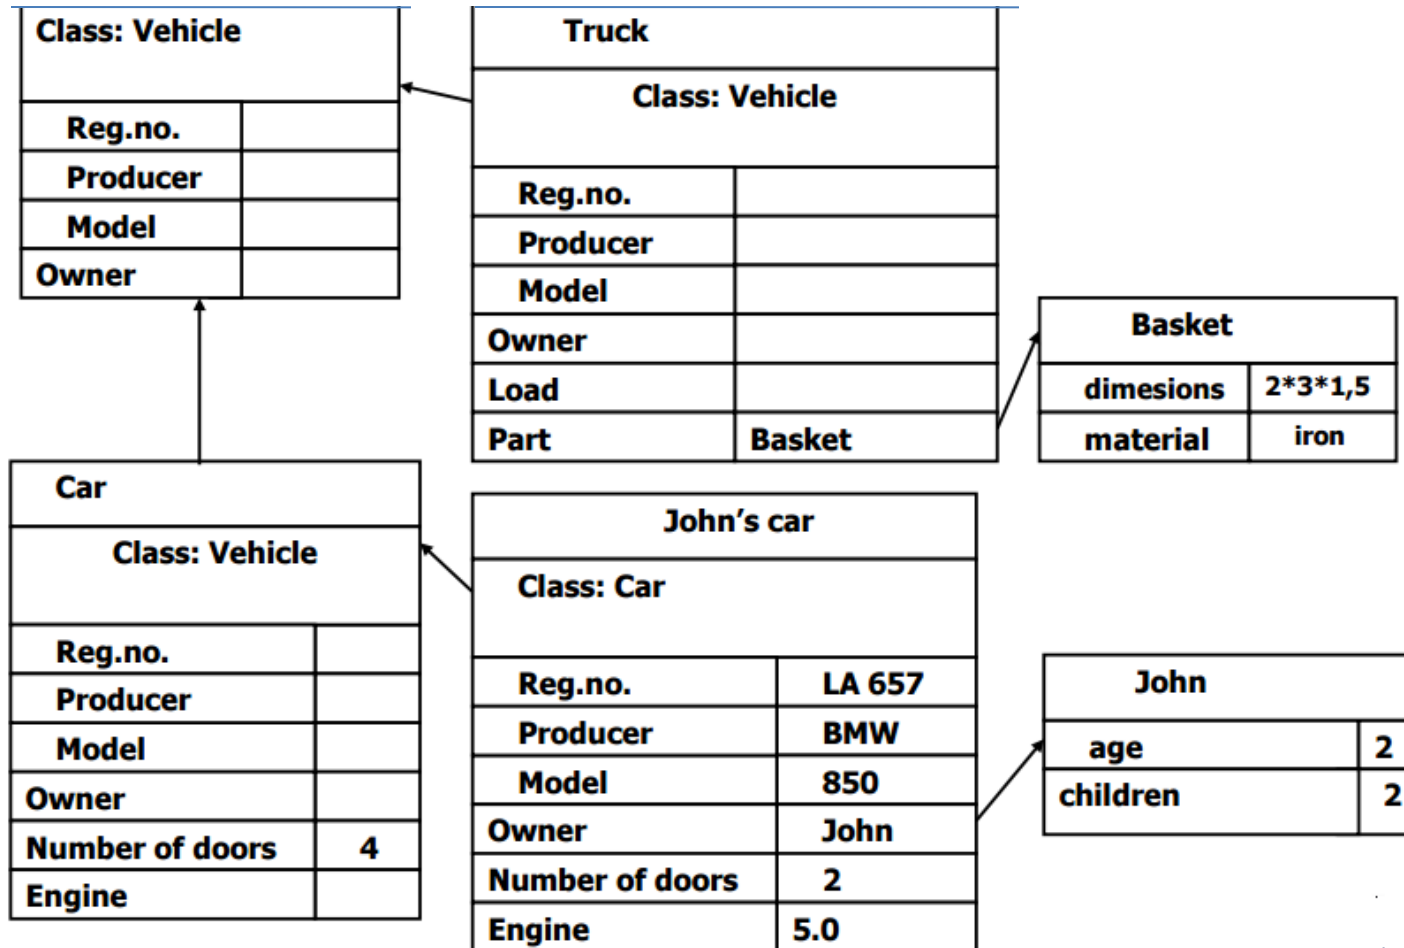 Class: Vehicle
Reg.no.
Producer
Model
Owner
Truck
Class: Vehicle
Reg.no.
Producer
Model
Owner
Load
Part Basket
Basket
dimesions 2*3*1,5
material iron
Car
Class: Vehicle
Reg.no.
Producer
Model
Owner
Number of doors 4
Engine
John's car
Class: Car
Reg.no. LA 657
Producer BMW
Model 850
Owner John
Number of doors 2
Engine 5.0
John
age 2
children 2